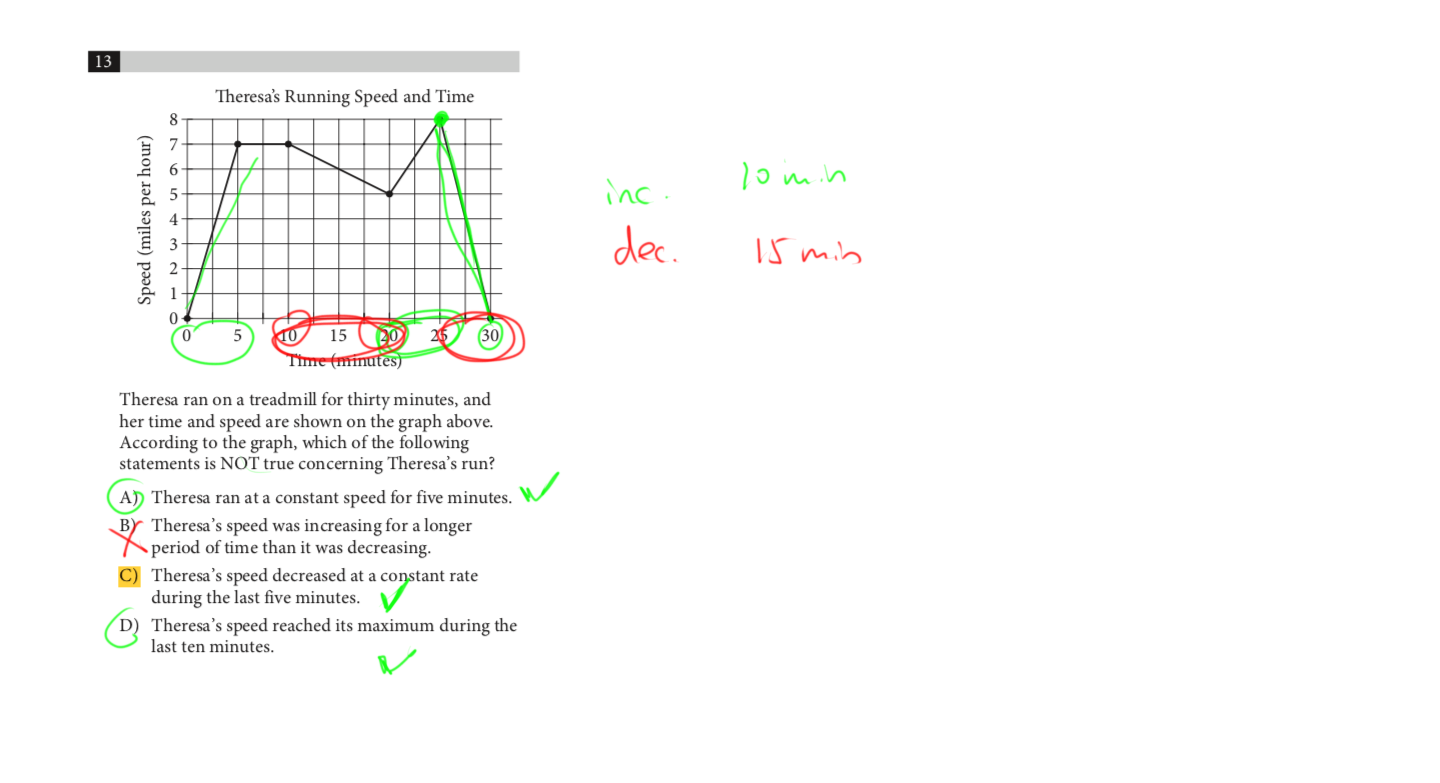 13
Theresa's Running Speed and Time
Speed (miles per hour)
8
7
6
5
4
3
2
1
0
0 5 10 15 20 25 30
Time (minutes)
inc. 10 min
dec. 15 min
Theresa ran on a treadmill for thirty minutes, and
her time and speed are shown on the graph above.
According to the graph, which of the following
statements is NOT true concerning Theresa's run?
A) Theresa ran at a constant speed for five minutes.
B) Theresa's speed was increasing for a longer
period of time than it was decreasing.
C) Theresa's speed decreased at a constant rate
during the last five minutes.
D) Theresa's speed reached its maximum during the
last ten minutes.